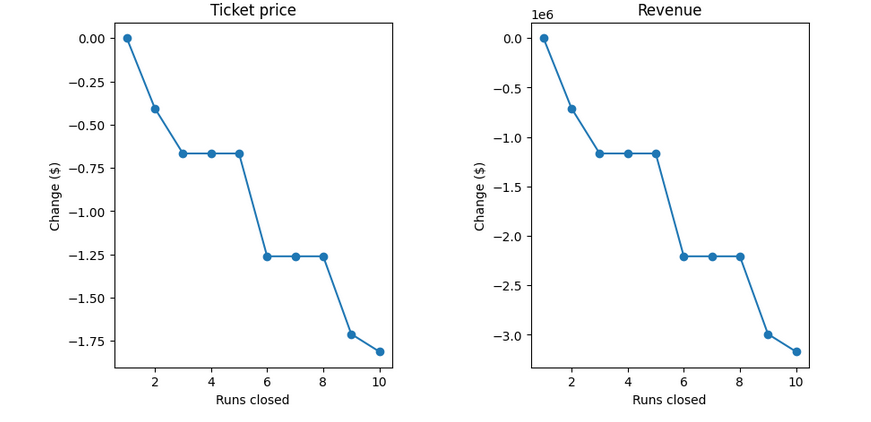 Ticket price
0.00
−0.25
−0.50
−0.75
−1.00
−1.25
−1.50
−1.75
Change ($)
2 4 6 8 10
Runs closed
Revenue
1e6
0.0
−0.5
−1.0
−1.5
−2.0
−2.5
−3.0
Change ($)
2 4 6 8 10
Runs closed